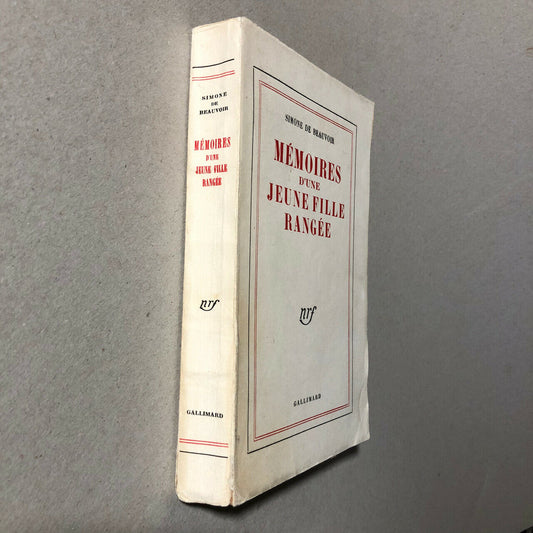 SIMONE
DE
BEAUVOIR
MÉMOIRES
D'UNE
JEUNE FILLE
RANGÉE
nrf
GALLIMARD
SIMONE DE BEAUVOIR
MÉMOIRES
D'UNE
JEUNE FILLE
RANGÉE
nrf
GALLIMARD